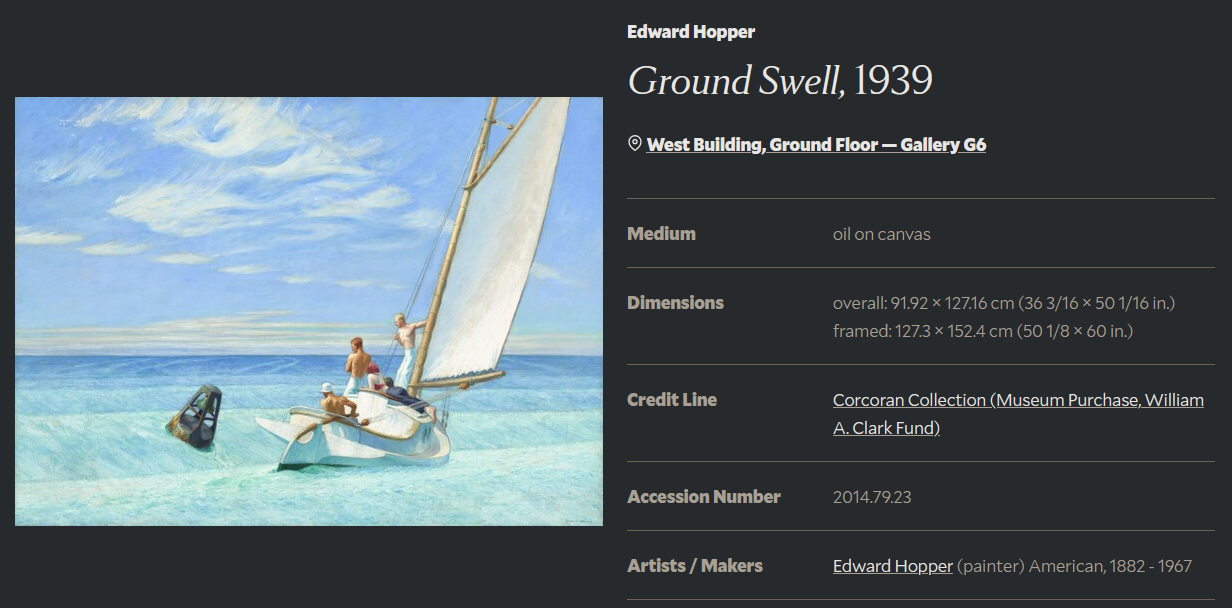 Edward Hopper
Ground Swell, 1939
West Building, Ground Floor — Gallery G6
Medium
oil on canvas
Dimensions
overall: 91.92 × 127.16 cm (36 3/16 × 50 1/16 in.)
framed: 127.3 × 152.4 cm (50 1/8 × 60 in.)
Credit Line
Corcoran Collection (Museum Purchase, William
A. Clark Fund)
Accession Number
2014.79.23
Artists / Makers
Edward Hopper (painter) American, 1882 - 1967